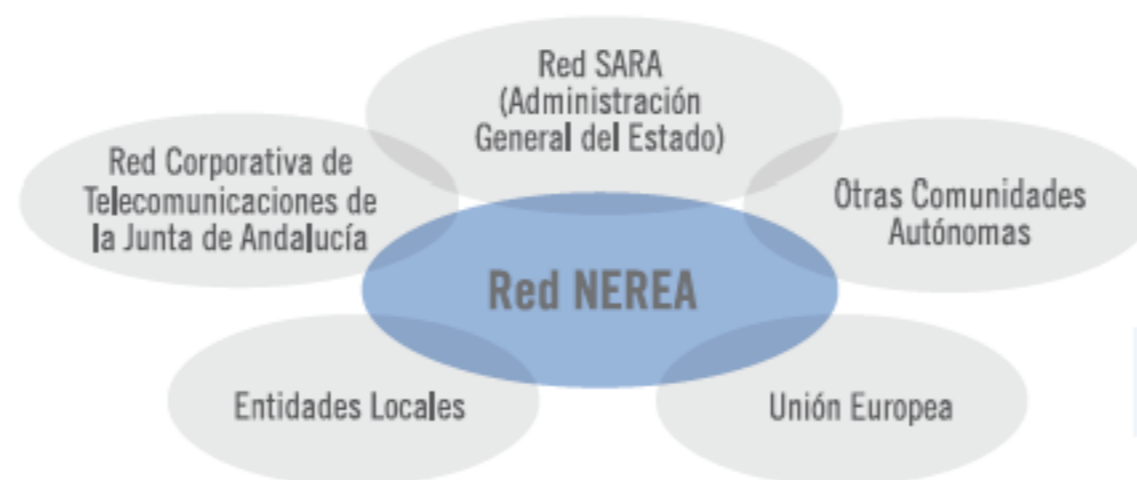 Red SARA
(Administración
General del Estado)
Red Corporativa de
Telecomunicaciones de
la Junta de Andalucía
Otras Comunidades
Autónomas
Red NEREA
Entidades Locales
Unión Europea